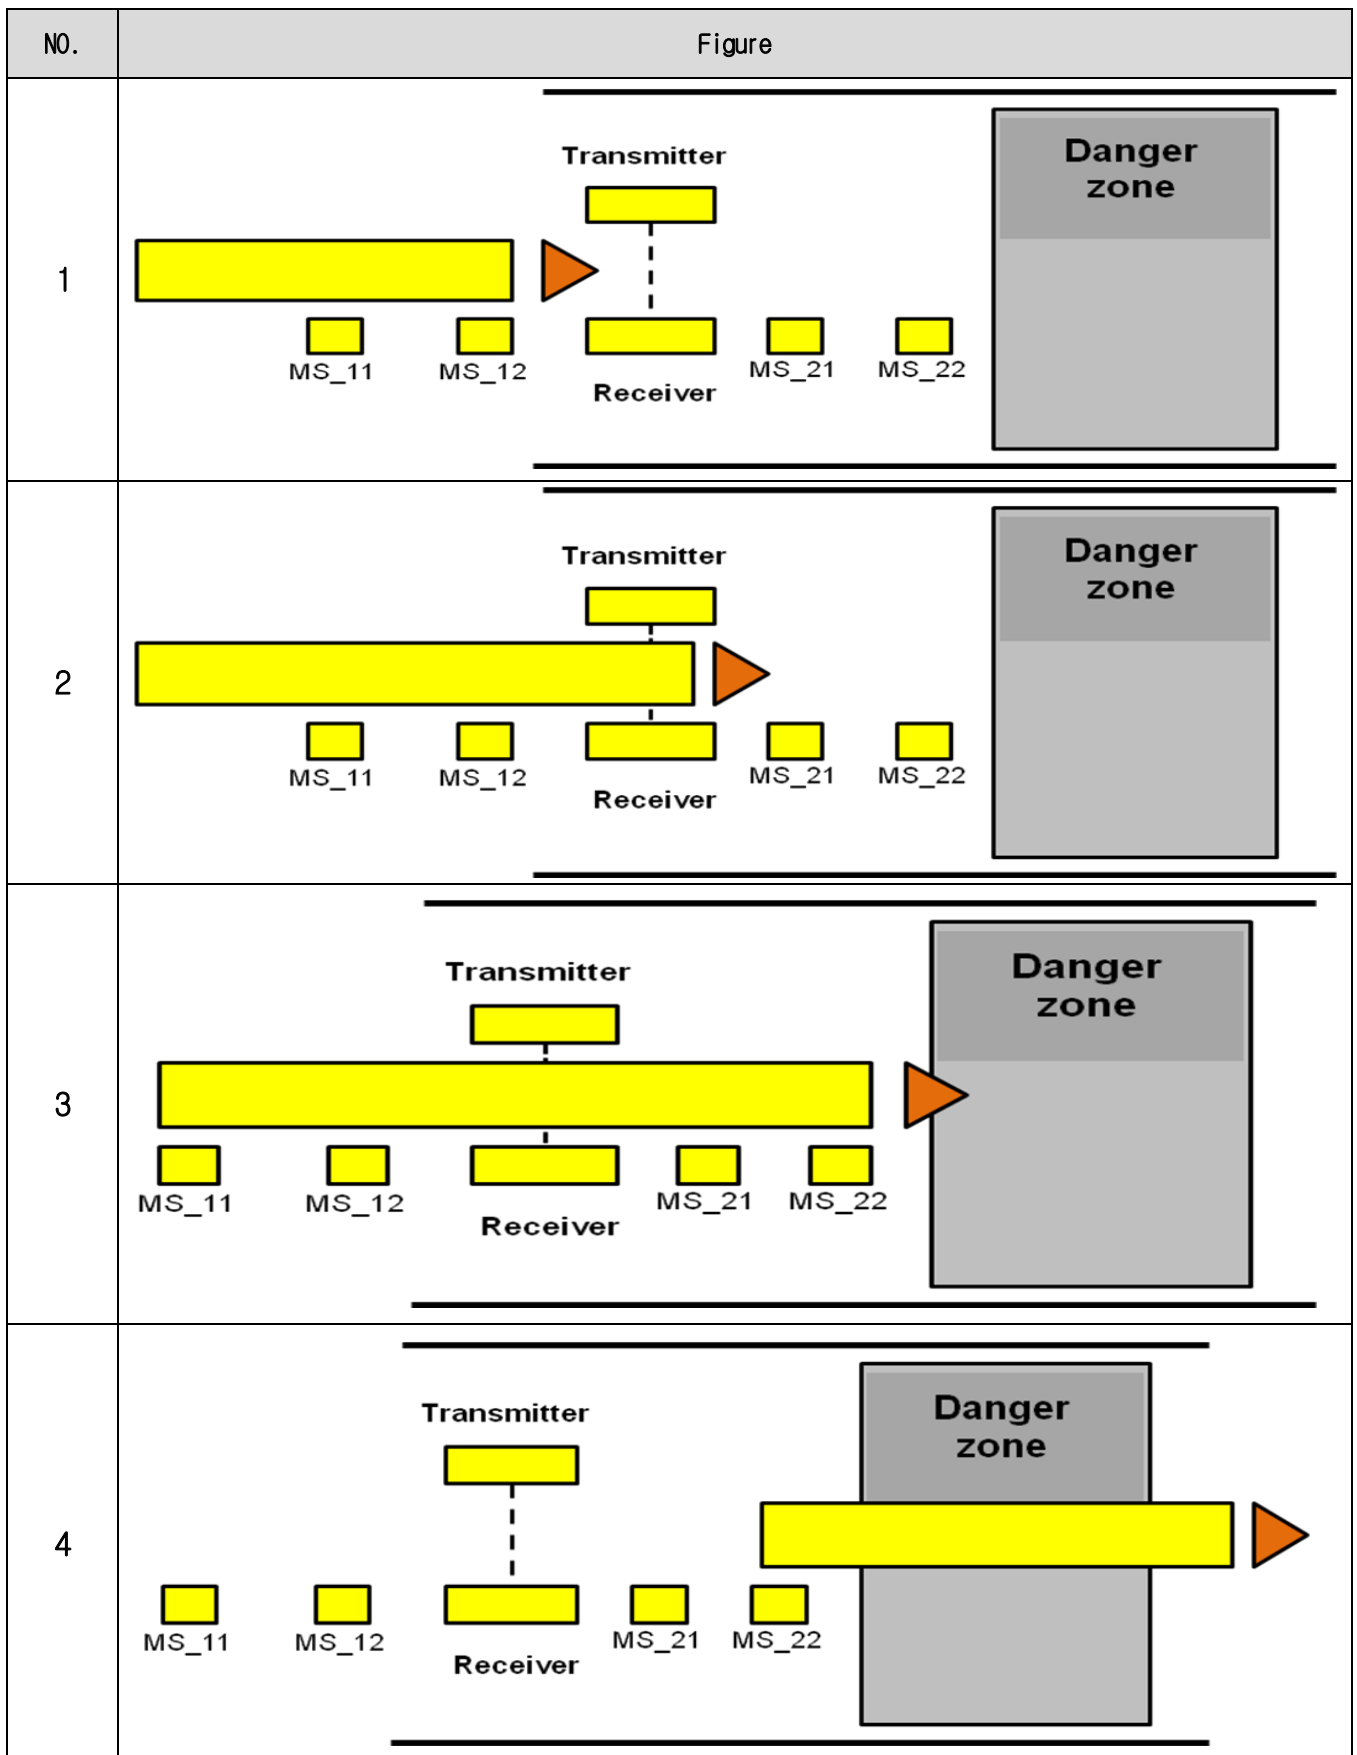 NO. Figure
1
Transmitter
Danger
zone
MS_11 MS_12 MS_21 MS_22
Receiver
2
Transmitter
Danger
zone
MS_11 MS_12 MS_21 MS_22
Receiver
3
Transmitter
Danger
zone
MS_11 MS_12 MS_21 MS_22
Receiver
4
Transmitter
Danger
zone
MS_11 MS_12 MS_21 MS_22
Receiver